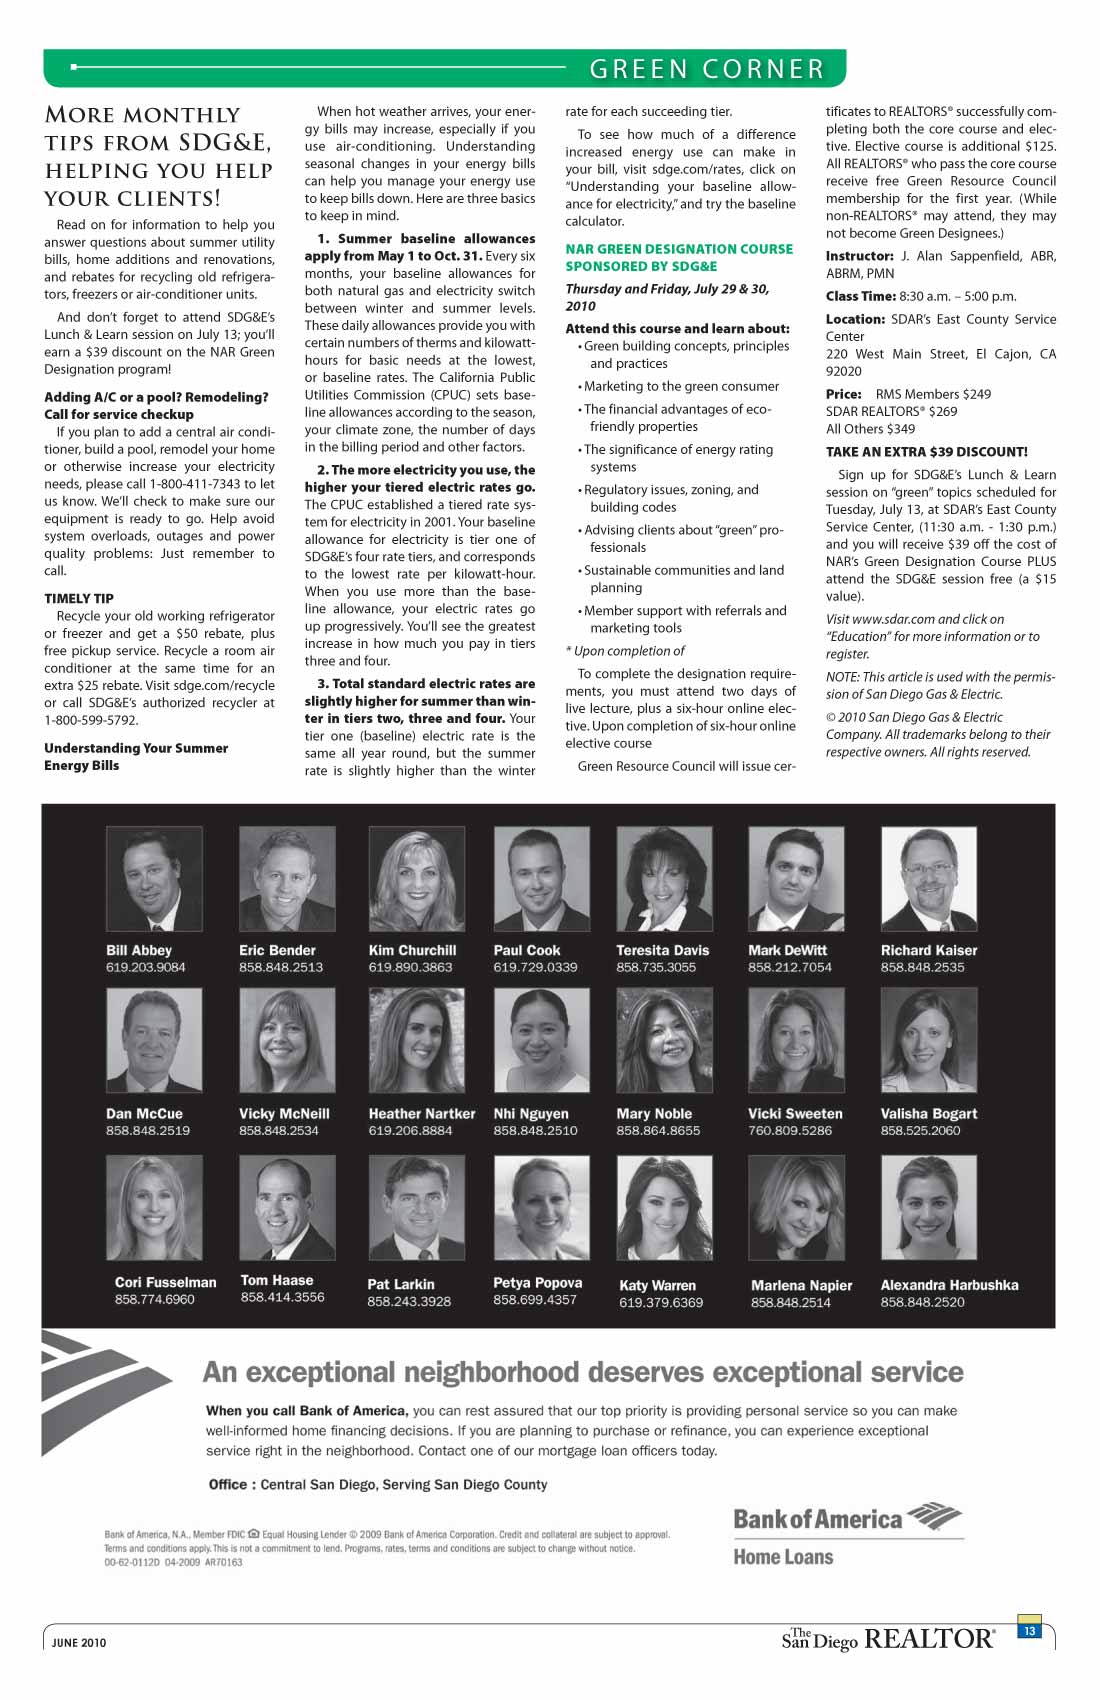 GREEN CORNER
MORE MONTHLY
TIPS FROM SDG&E,
HELPING YOU HELP
YOUR CLIENTS!
Read on for information to help you
answer questions about summer utility
bills, home additions and renovations,
and rebates for recycling old refrigera-
tors, freezers or air-conditioner units.
And don't forget to attend SDG&E's
Lunch & Learn session on July 13; you'll
earn a $39 discount on the NAR Green
Designation program!
Adding A/C or a pool? Remodeling?
Call for service checkup
If you plan to add a central air condi-
tioner, build a pool, remodel your home
or otherwise increase your electricity
needs, please call 1-800-411-7343 to let
us know. We'll check to make sure our
equipment is ready to go. Help avoid
system overloads, outages and power
quality problems: Just remember to
call.
TIMELY TIP
Recycle your old working refrigerator
or freezer and get a $50 rebate, plus
free pickup service. Recycle a room air
conditioner at the same time for an
extra $25 rebate. Visit sdge.com/recycle
or call SDG&E's authorized recycler at
1-800-599-5792.
Understanding Your Summer
Energy Bills
When hot weather arrives, your ener-
gy bills may increase, especially if you
use air-conditioning. Understanding
seasonal changes in your energy bills
can help you manage your energy use
to keep bills down. Here are three basics
to keep in mind.
1. Summer baseline allowances
apply from May 1 to Oct. 31. Every six
months, your baseline allowances for
both natural gas and electricity switch
between winter and summer levels.
These daily allowances provide you with
certain numbers of therms and kilowatt-
hours for basic needs at the lowest,
or baseline rates. The California Public
Utilities Commission (CPUC) sets base-
line allowances according to the season,
your climate zone, the number of days
in the billing period and other factors.
2. The more electricity you use, the
higher your tiered electric rates go.
The CPUC established a tiered rate sys-
tem for electricity in 2001. Your baseline
allowance for electricity is tier one of
SDG&E's four rate tiers, and corresponds
to the lowest rate per kilowatt-hour.
When you use more than the base-
line allowance, your electric rates go
up progressively. You'll see the greatest
increase in how much you pay in tiers
three and four.
3. Total standard electric rates are
slightly higher for summer than win-
ter in tiers two, three and four. Your
tier one (baseline) electric rate is the
same all year round, but the summer
rate is slightly higher than the winter
rate for each succeeding tier.
To see how much of a difference
increased energy use can make in
your bill, visit sdge.com/rates, click on
"Understanding your baseline allow-
ance for electricity," and try the baseline
calculator.
NAR GREEN DESIGNATION COURSE
SPONSORED BY SDG&E
Thursday and Friday, July 29 & 30,
2010
Attend this course and learn about:
• Green building concepts, principles
and practices
• Marketing to the green consumer
• The financial advantages of eco-
friendly properties
• The significance of energy rating
systems
• Regulatory issues, zoning, and
building codes
• Advising clients about "green" pro-
fessionals
• Sustainable communities and land
planning
• Member support with referrals and
marketing tools
* Upon completion of
To complete the designation require-
ments, you must attend two days of
live lecture, plus a six-hour online elec-
tive. Upon completion of six-hour online
elective course
Green Resource Council will issue cer-
tificates to REALTORS® successfully com-
pleting both the core course and elec-
tive. Elective course is additional $125.
All REALTORS® who pass the core course
receive free Green Resource Council
membership for the first year. (While
non-REALTORS® may attend, they may
not become Green Designees.)
Instructor: J. Alan Sappenfield, ABR,
ABRM, PMN
Class Time: 8:30 a.m. – 5:00 p.m.
Location: SDAR's East County Service
Center
220 West Main Street, El Cajon, CA
92020
Price: RMS Members $249
SDAR REALTORS® $269
All Others $349
TAKE AN EXTRA $39 DISCOUNT!
Sign up for SDG&E's Lunch & Learn
session on "green" topics scheduled for
Tuesday, July 13, at SDAR's East County
Service Center, (11:30 a.m. - 1:30 p.m.)
and you will receive $39 off the cost of
NAR's Green Designation Course PLUS
attend the SDG&E session free (a $15
value).
Visit www.sdar.com and click on
"Education" for more information or to
register.
NOTE: This article is used with the permis-
sion of San Diego Gas & Electric.
© 2010 San Diego Gas & Electric
Company. All trademarks belong to their
respective owners. All rights reserved.
Bill Abbey Eric Bender Kim Churchill Paul Cook Teresita Davis Mark DeWitt Richard Kaiser
619.203.9084 858.848.2513 619.890.3863 619.729.0339 858.735.3055 858.212.7054 858.848.2535
Dan McCue Vicky McNeill Heather Nartker Nhi Nguyen Mary Noble Vicki Sweeten Valisha Bogart
858.848.2519 858.848.2534 619.206.8884 858.848.2510 858.864.8655 760.809.5286 858.525.2060
Cori Fusselman Tom Haase Pat Larkin Petya Popova Katy Warren Marlena Napier Alexandra Harbushka
858.774.6960 858.414.3556 858.243.3928 858.699.4357 619.379.6369 858.848.2514 858.848.2520
An exceptional neighborhood deserves exceptional service
When you call Bank of America, you can rest assured that our top priority is providing personal service so you can make
well-informed home financing decisions. If you are planning to purchase or refinance, you can experience exceptional
service right in the neighborhood. Contact one of our mortgage loan officers today.
Office : Central San Diego, Serving San Diego County
Bank of America, N.A., Member FDIC Equal Housing Lender © 2009 Bank of America Corporation. Credit and collateral are subject to approval.
Terms and conditions apply. This is not a commitment to lend. Programs, rates, terms and conditions are subject to change without notice.
00-62-0112D 04-2009 AR70163
Bank of America
Home Loans
JUNE 2010
The San Diego REALTOR®
13